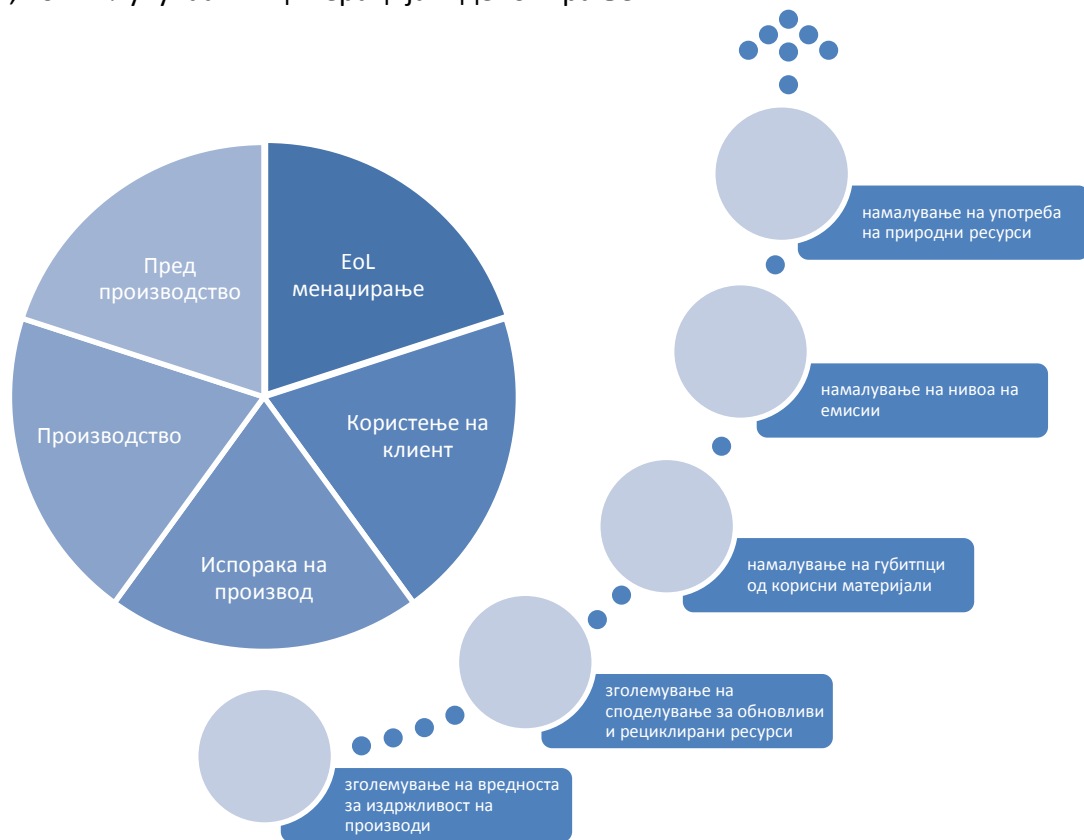 Пред
производство
EoL
менаџирање
Производство
Користење на
клиент
Испорака на
производ
намалување на употреба
на природни ресурси
намалување на нивоа на
емисии
намалување на губитпци
од корисни материјали
зголемување на
споделување за обновливи
и рециклирани ресурси
зголемување на вредноста
за издржливост на
производи